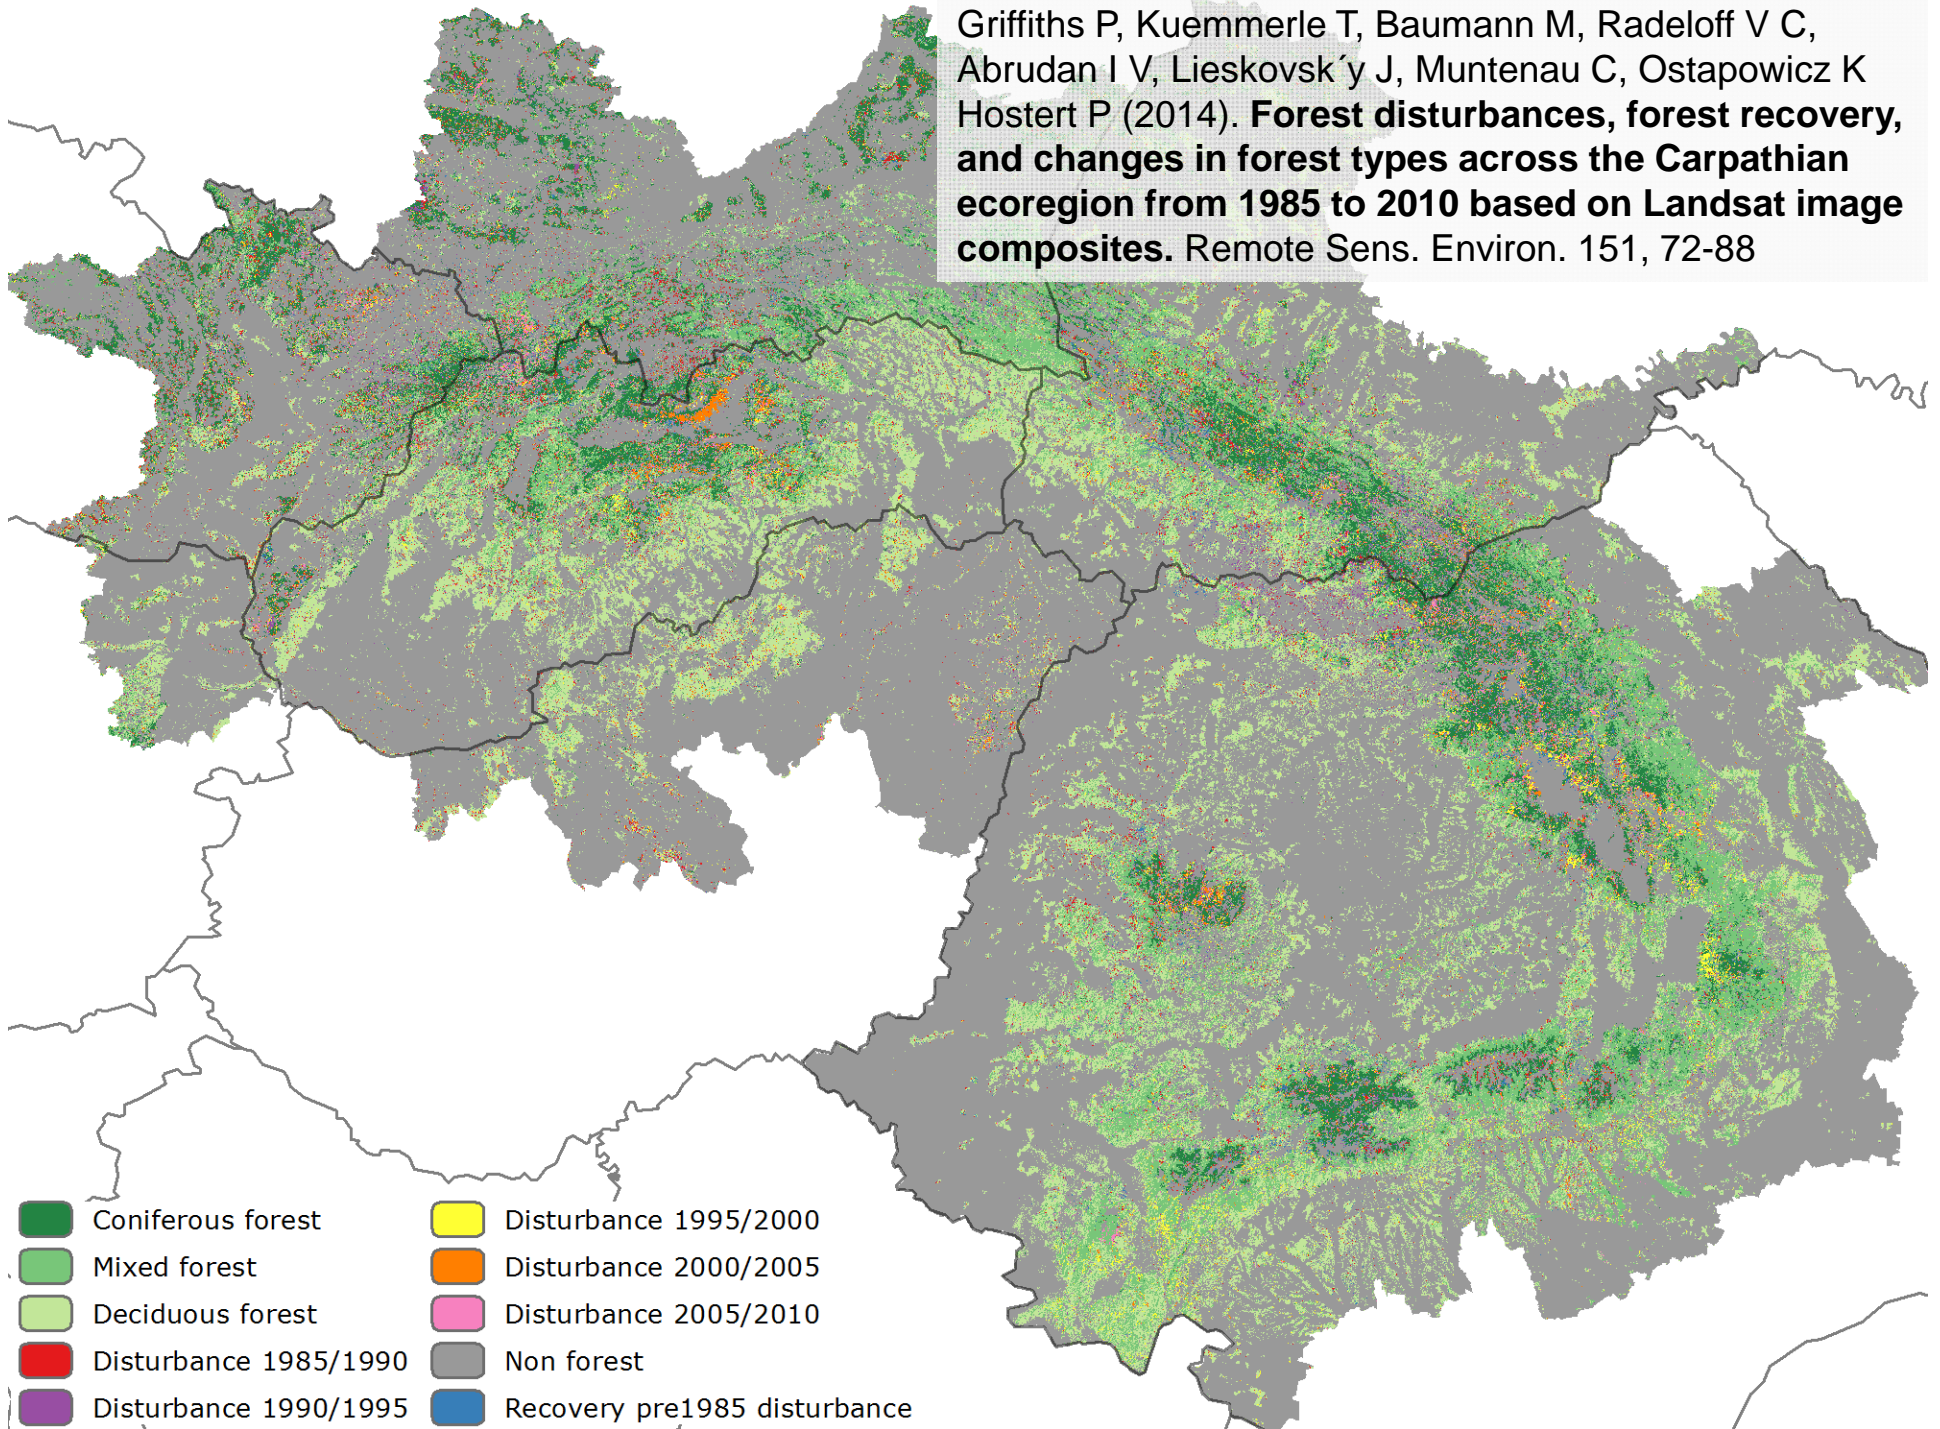 Griffiths P, Kuemmerle T, Baumann M, Radeloff V C,
Abrudan I V, Lieskovsk´y J, Muntenau C, Ostapowicz K
Hostert P (2014). Forest disturbances, forest recovery,
and changes in forest types across the Carpathian
ecoregion from 1985 to 2010 based on Landsat image
composites. Remote Sens. Environ. 151, 72-88
Coniferous forest
Mixed forest
Deciduous forest
Disturbance 1985/1990
Disturbance 1990/1995
Disturbance 1995/2000
Disturbance 2000/2005
Disturbance 2005/2010
Non forest
Recovery pre1985 disturbance